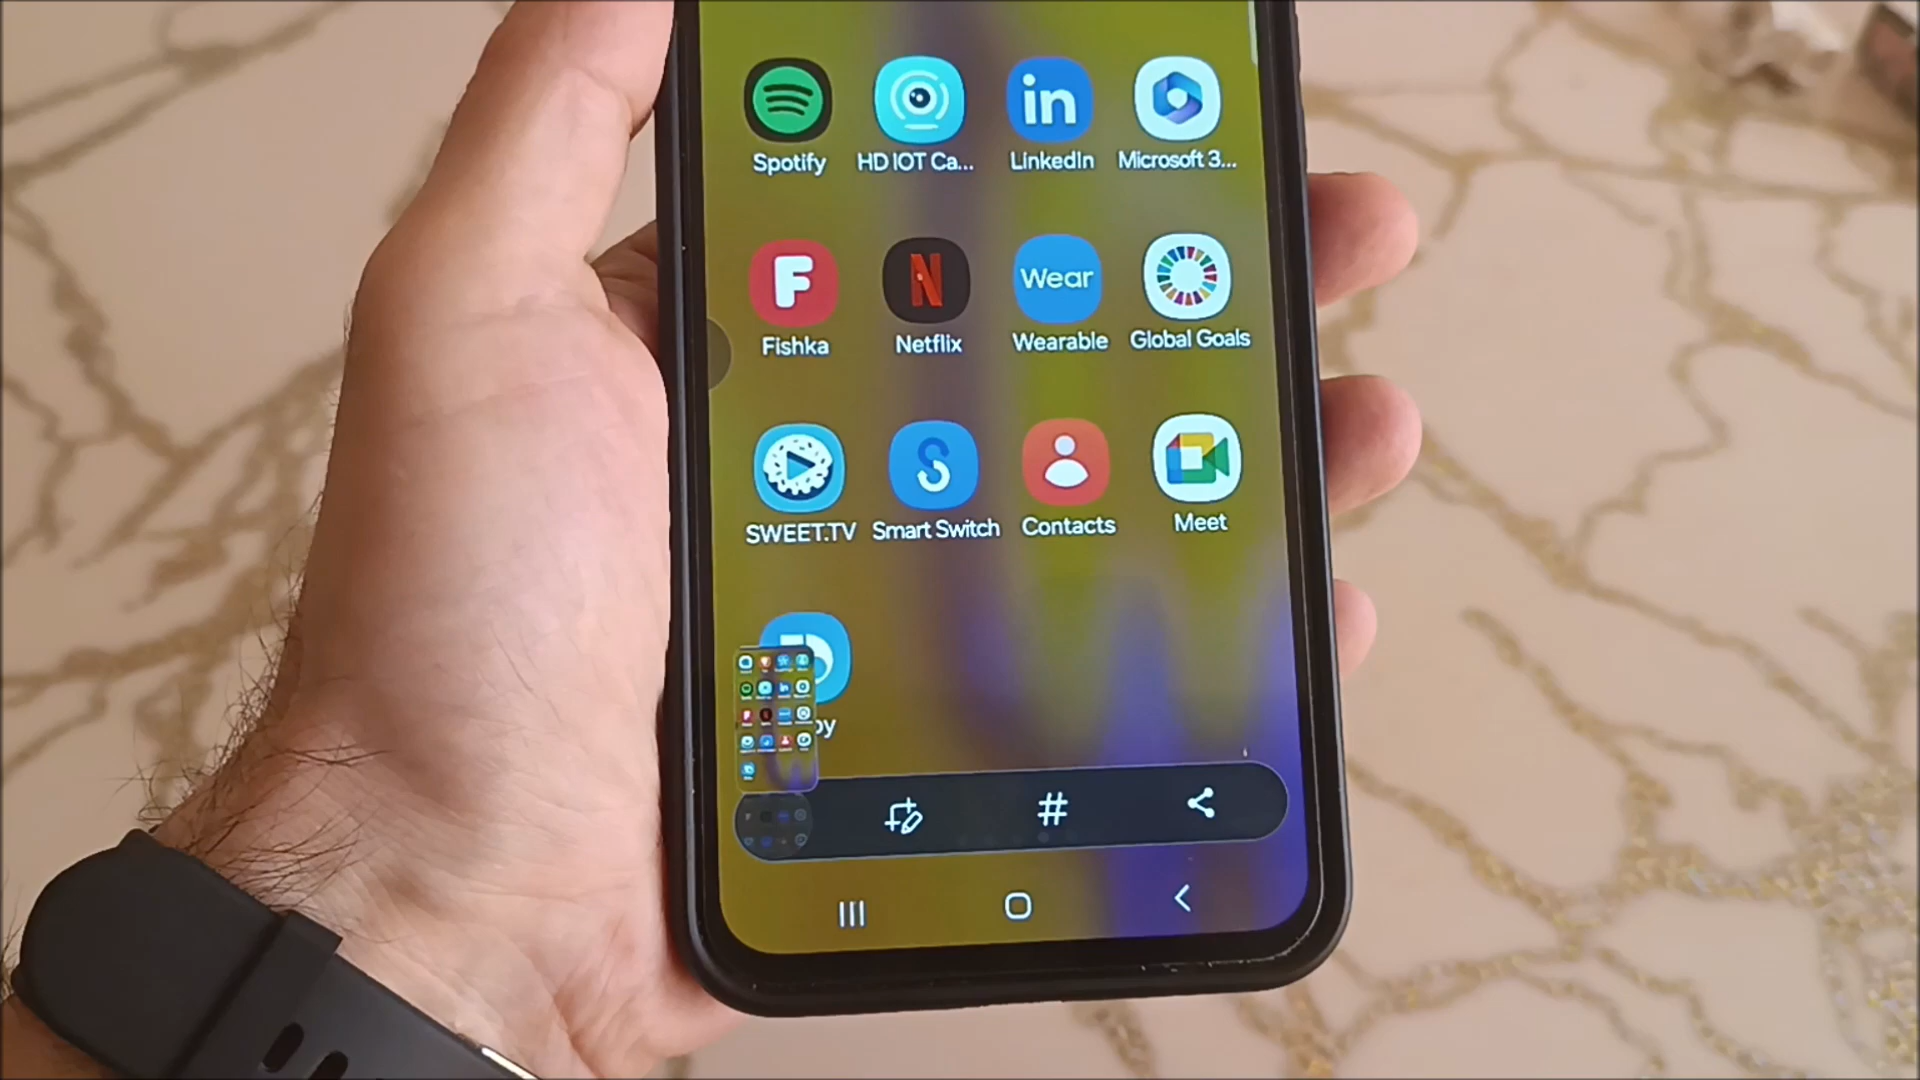 Spotify HD IOT Ca... LinkedIn Microsoft 3...
Wear
Fishka Netflix Wearable Global Goals
SWEET.TV Smart Switch Contacts Meet